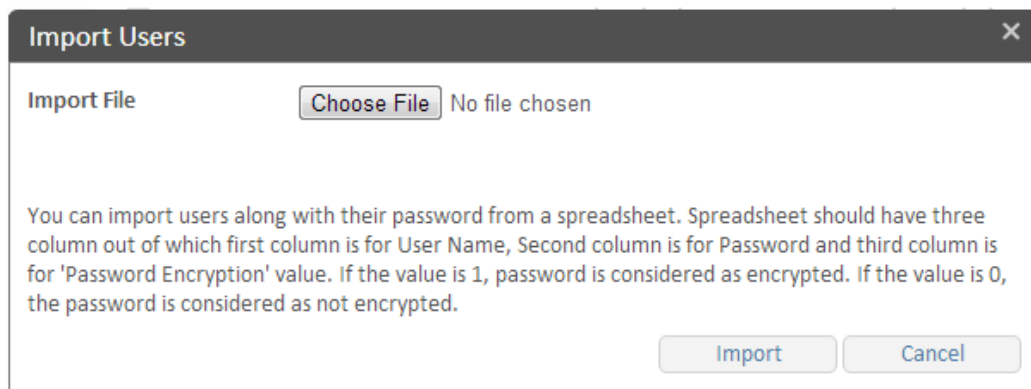 Import Users ×
Import File Choose File No file chosen
You can import users along with their password from a spreadsheet. Spreadsheet should have three
column out of which first column is for User Name, Second column is for Password and third column is
for 'Password Encryption' value. If the value is 1, password is considered as encrypted. If the value is 0,
the password is considered as not encrypted.
Import Cancel